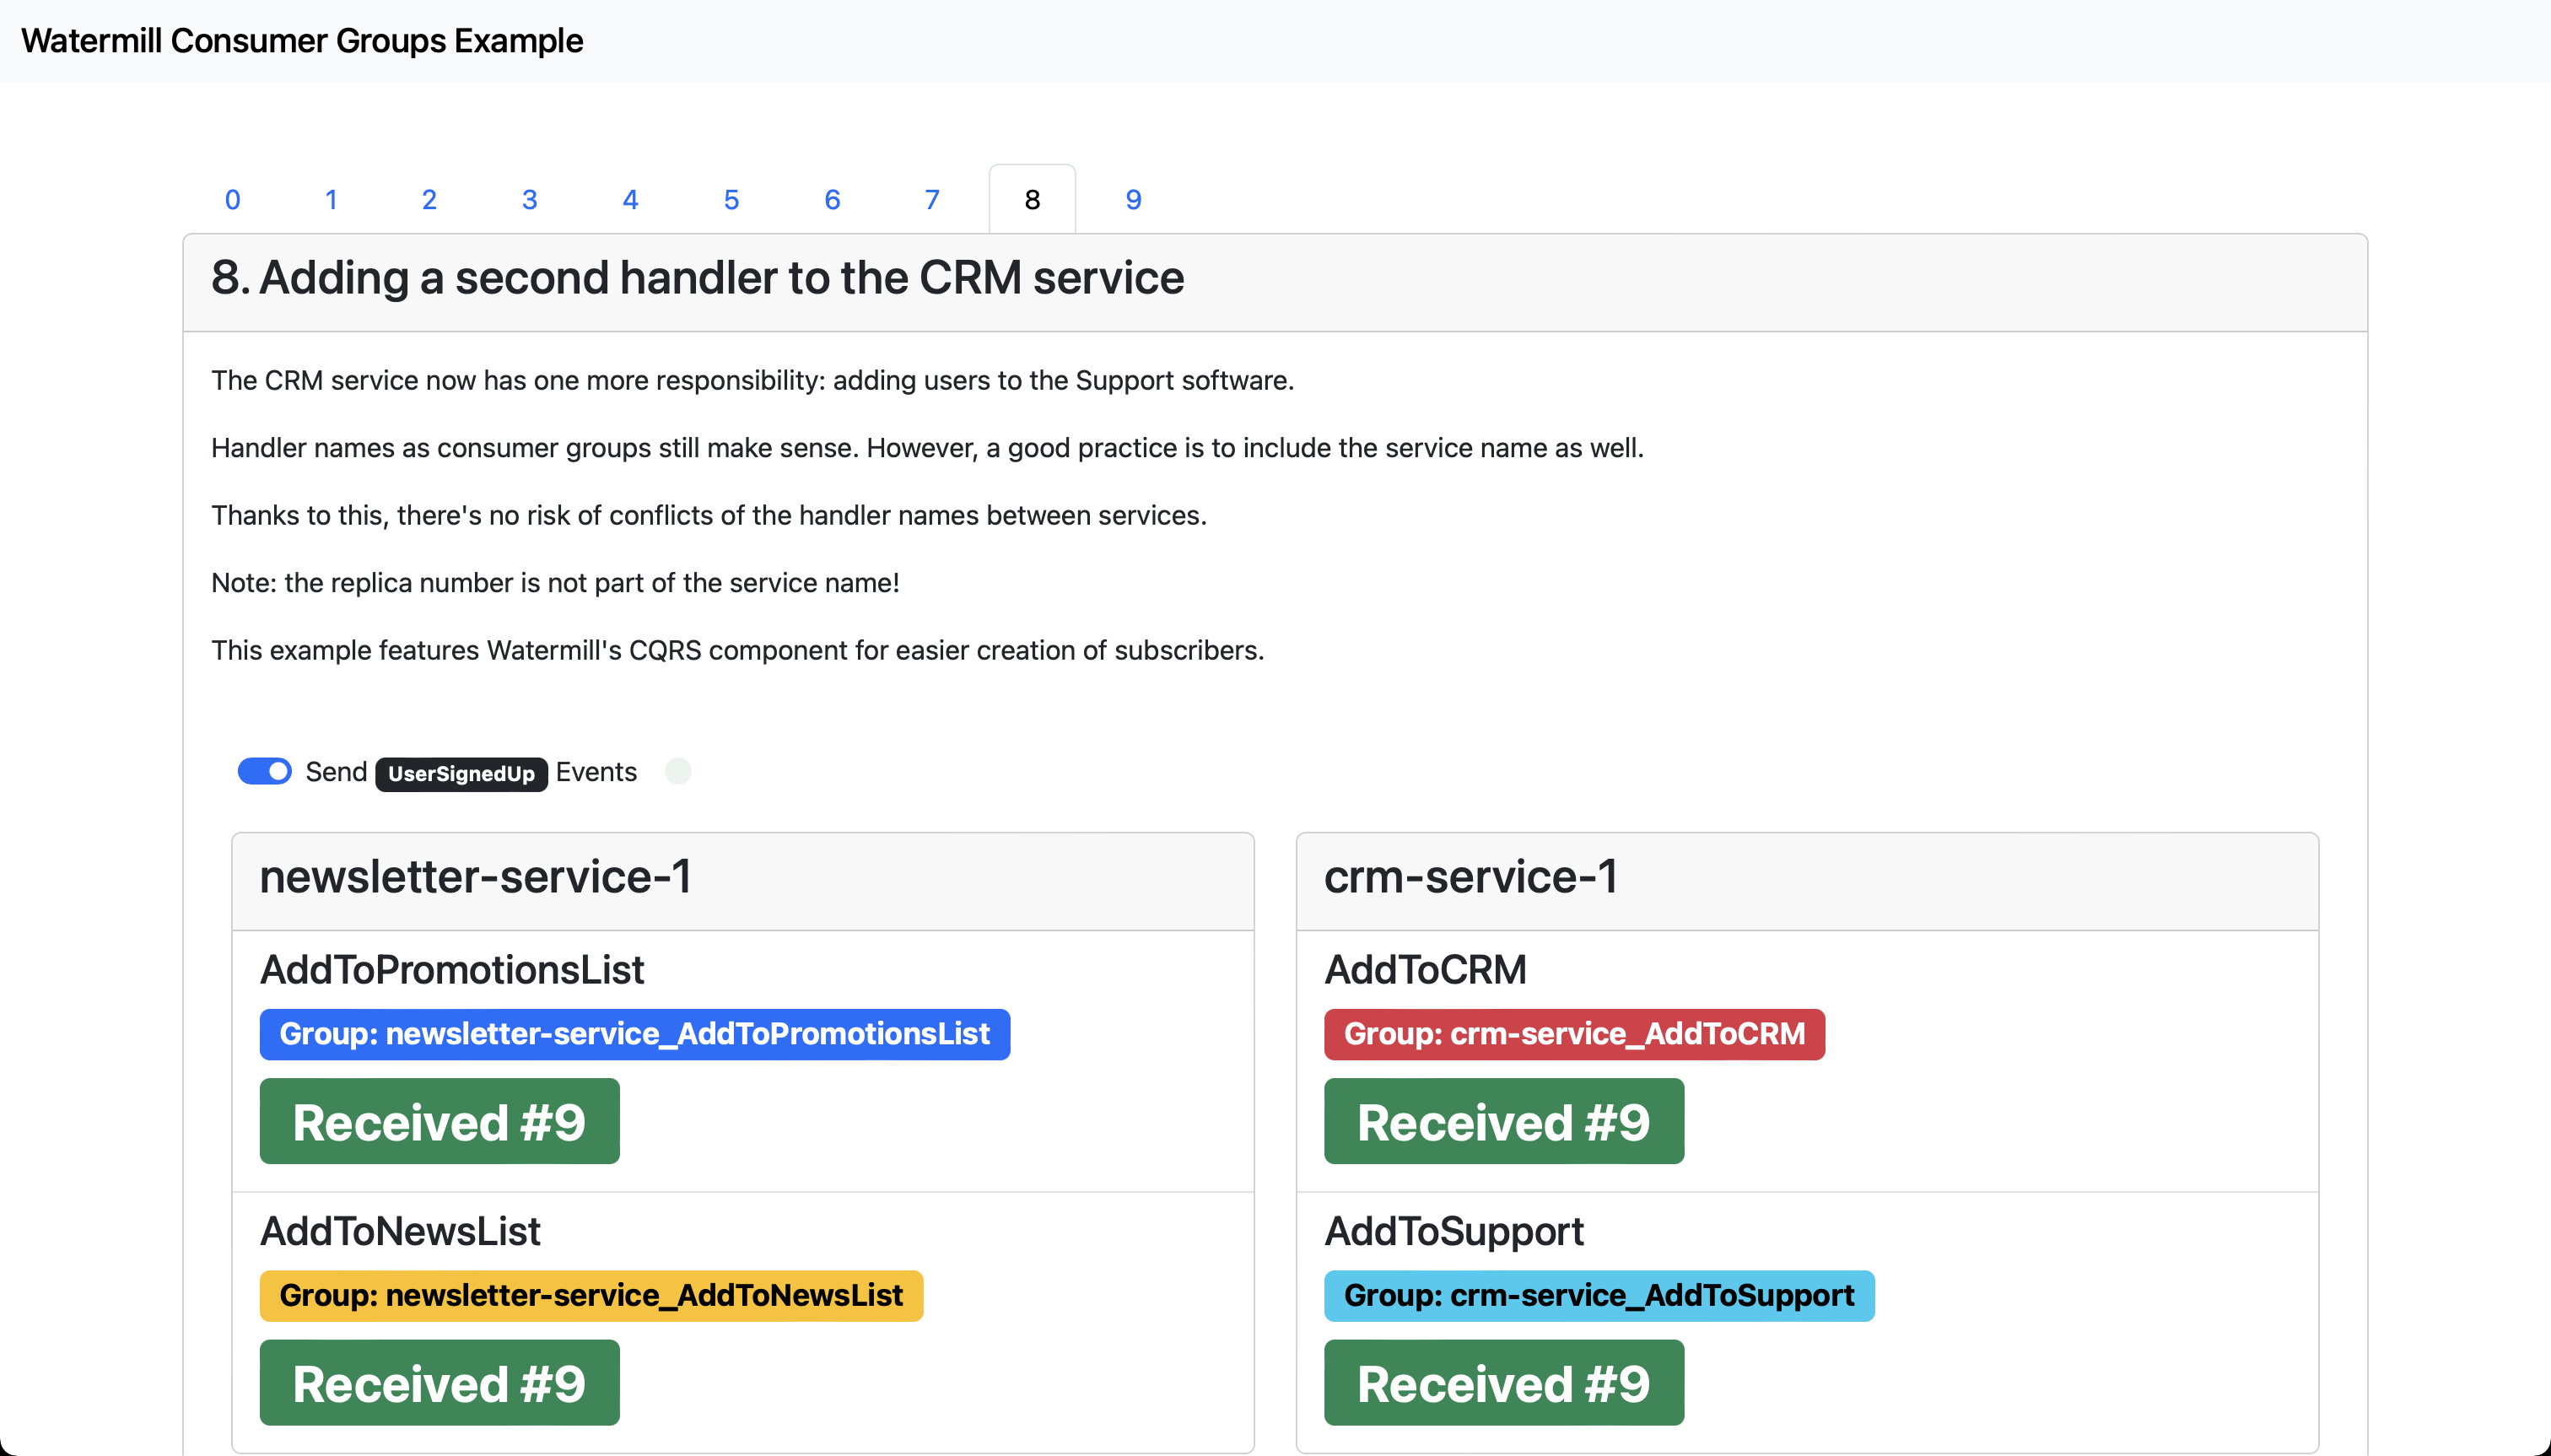 Watermill Consumer Groups Example
0 1 2 3 4 5 6 7 8 9
8. Adding a second handler to the CRM service
The CRM service now has one more responsibility: adding users to the Support software.
Handler names as consumer groups still make sense. However, a good practice is to include the service name as well.
Thanks to this, there's no risk of conflicts of the handler names between services.
Note: the replica number is not part of the service name!
This example features Watermill's CQRS component for easier creation of subscribers.
Send UserSignedUp Events
newsletter-service-1
AddToPromotionsList
Group: newsletter-service_AddToPromotionsList
Received #9
AddToNewsList
Group: newsletter-service_AddToNewsList
Received #9
crm-service-1
AddToCRM
Group: crm-service_AddToCRM
Received #9
AddToSupport
Group: crm-service_AddToSupport
Received #9